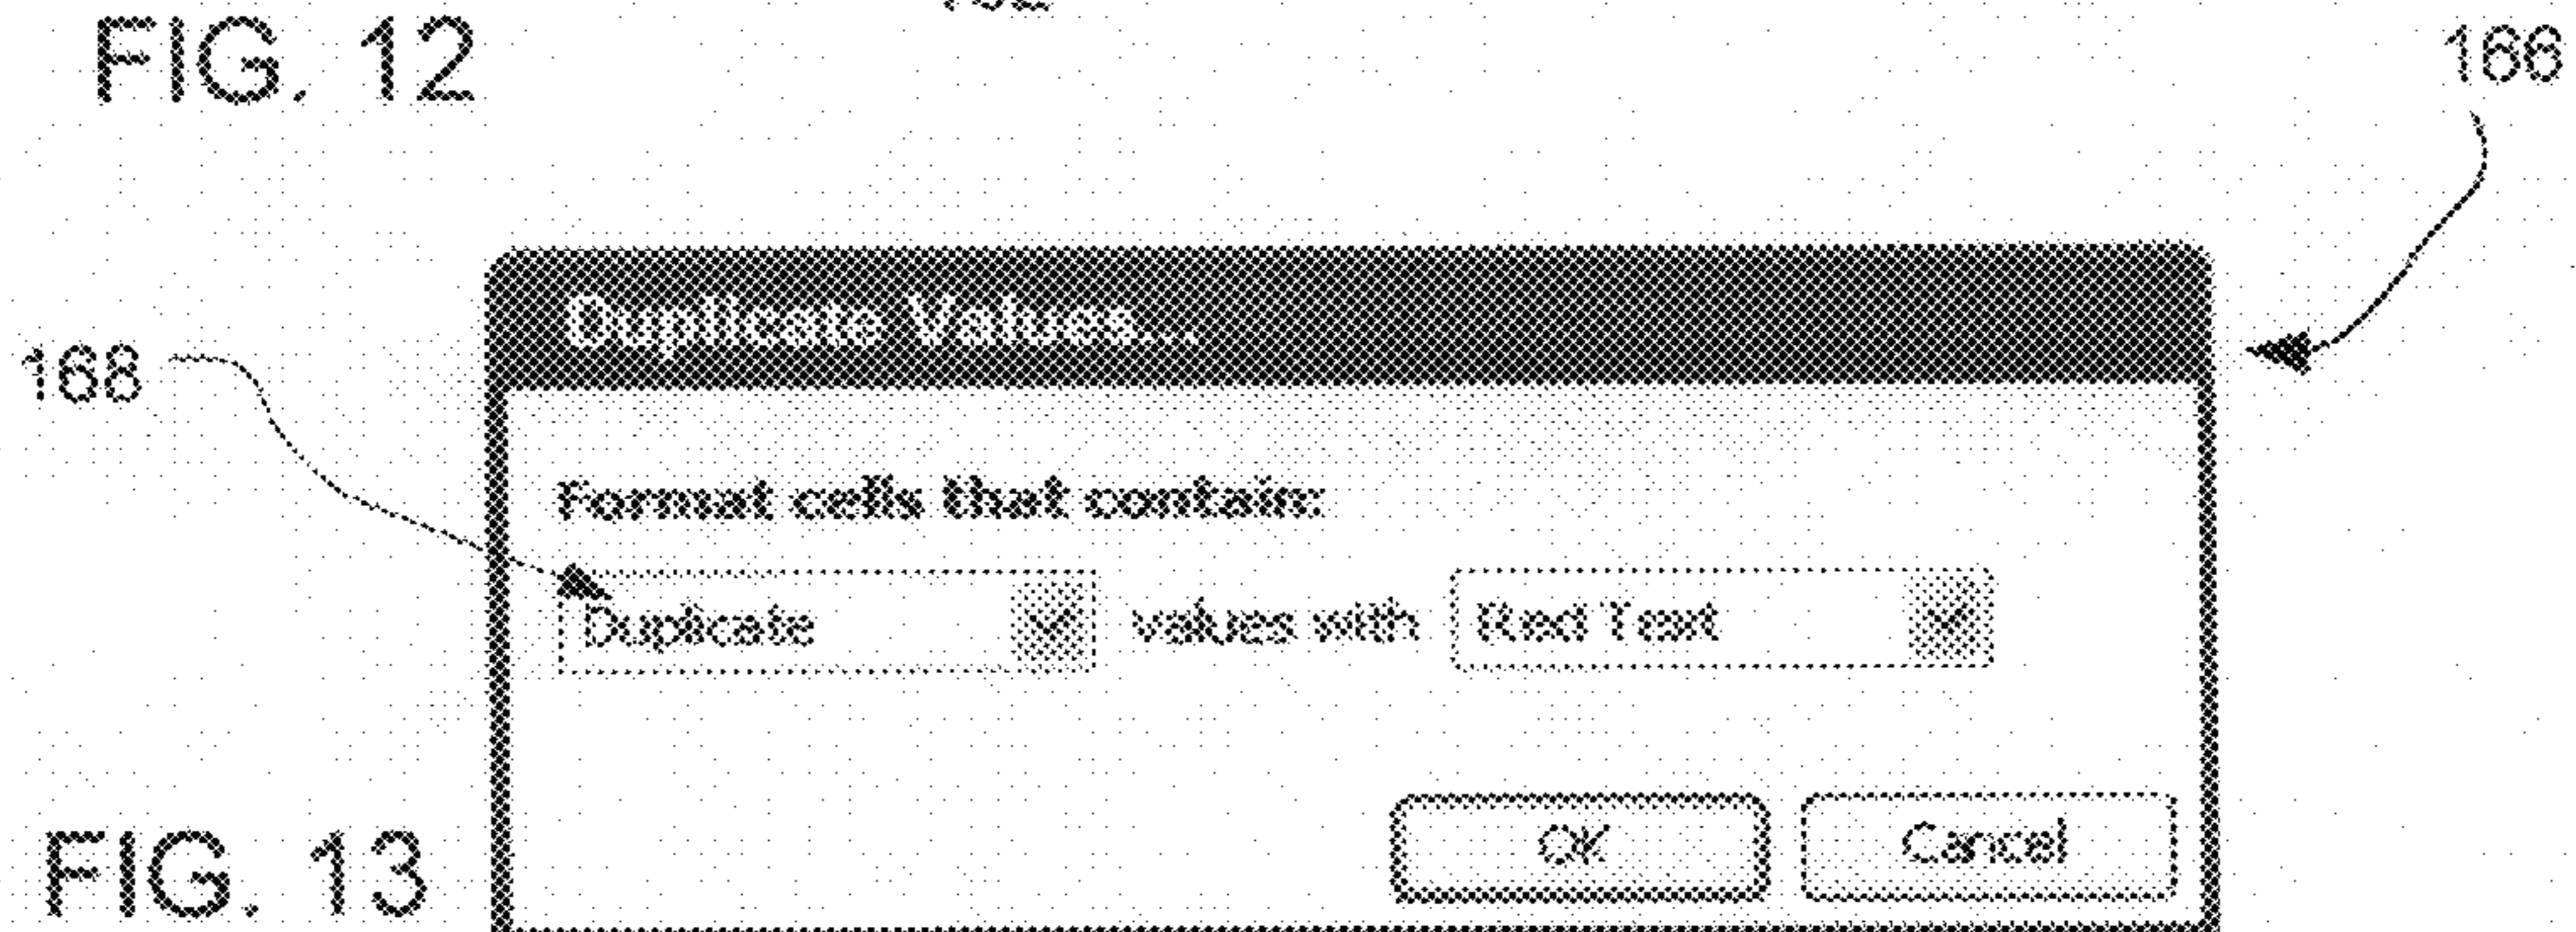 FIG. 12
166
Duplicate Values...
168
Format cells that contain:
Duplicate values with Red Text
OK Cancel
FIG. 13